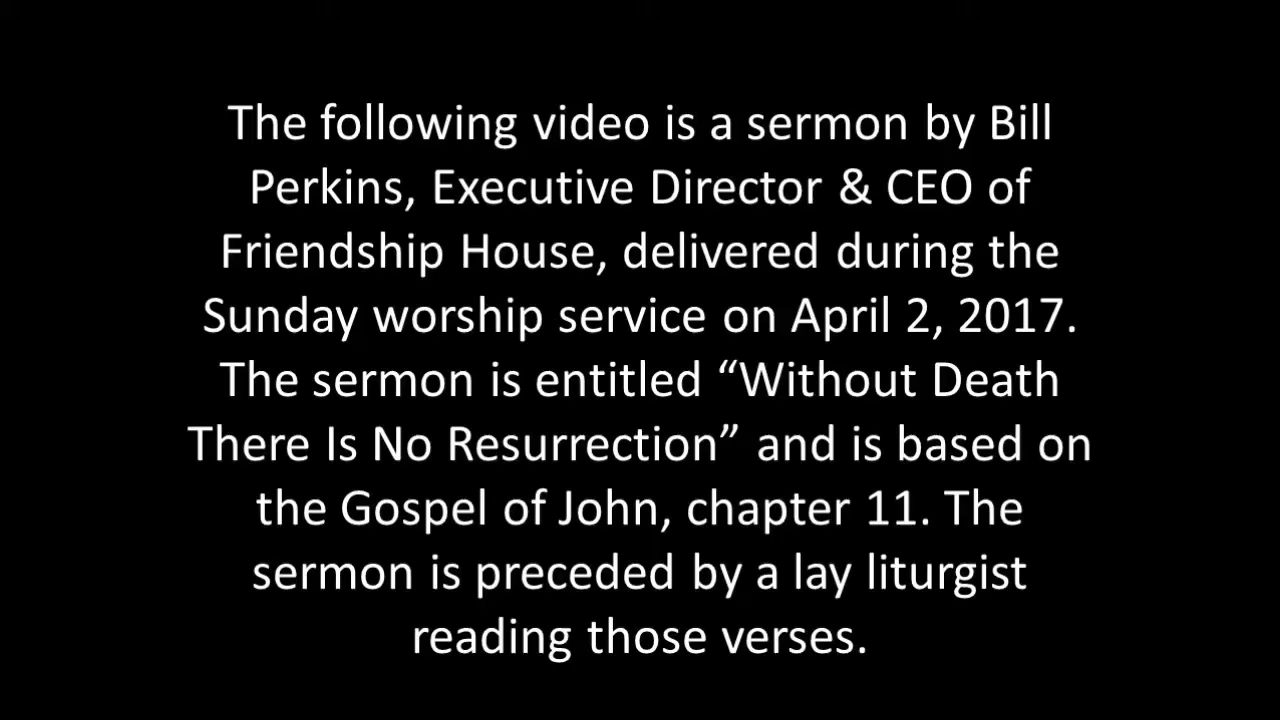 The following video is a sermon by Bill
Perkins, Executive Director & CEO of
Friendship House, delivered during the
Sunday worship service on April 2, 2017.
The sermon is entitled “Without Death
There Is No Resurrection” and is based on
the Gospel of John, chapter 11. The
sermon is preceded by a lay liturgist
reading those verses.